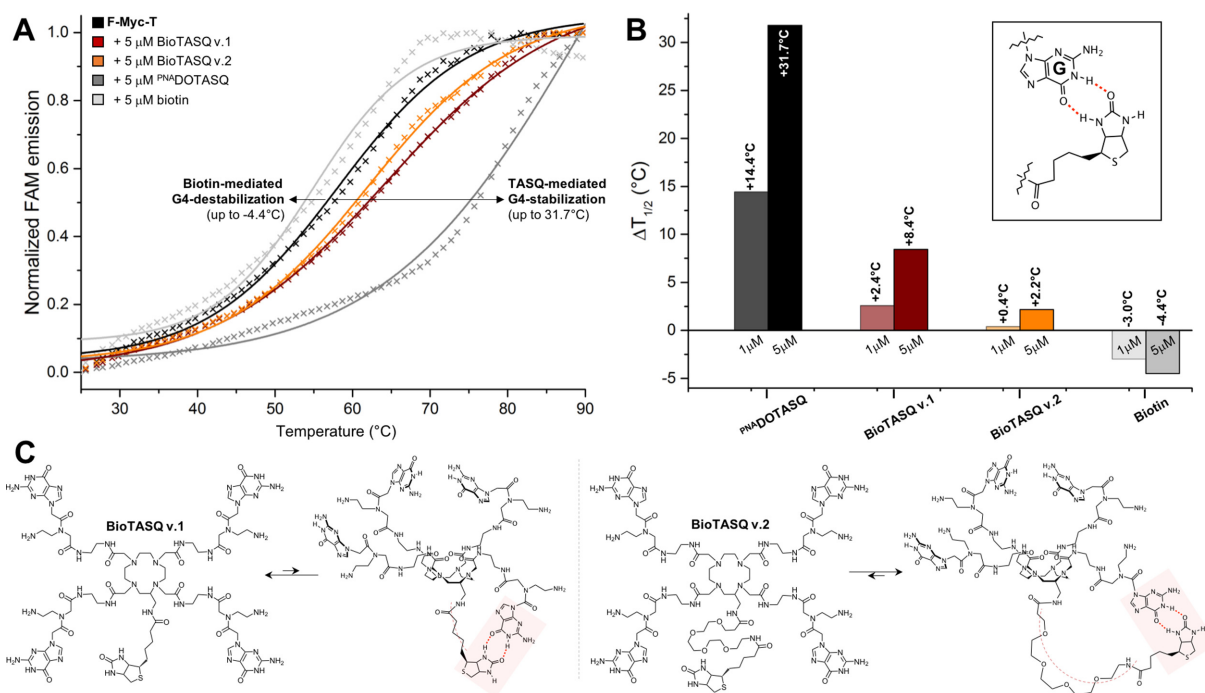 A
F-Myc-T
+ 5 μM BioTASQ v.1
+ 5 μM BioTASQ v.2
+ 5 μM PNADOTASQ
+ 5 μM biotin
Biotin-mediated
G4-destabilization
(up to -4.4°C)
TASQ-mediated
G4-stabilization
(up to 31.7°C)
Normalized FAM emission
1.0
0.8
0.6
0.4
0.2
0.0
30
40
50
60
70
80
90
Temperature (°C)
B
ΔT1/2 (°C)
30
25
20
15
10
5
0
-5
+14.4°C
+31.7°C
+2.4°C
+8.4°C
+0.4°C
+2.2°C
-3.0°C
-4.4°C
1μM
5μM
1μM
5μM
1μM
5μM
1μM
5μM
PNADOTASQ
BioTASQ v.1
BioTASQ v.2
Biotin
G
C
BioTASQ v.1
BioTASQ v.2